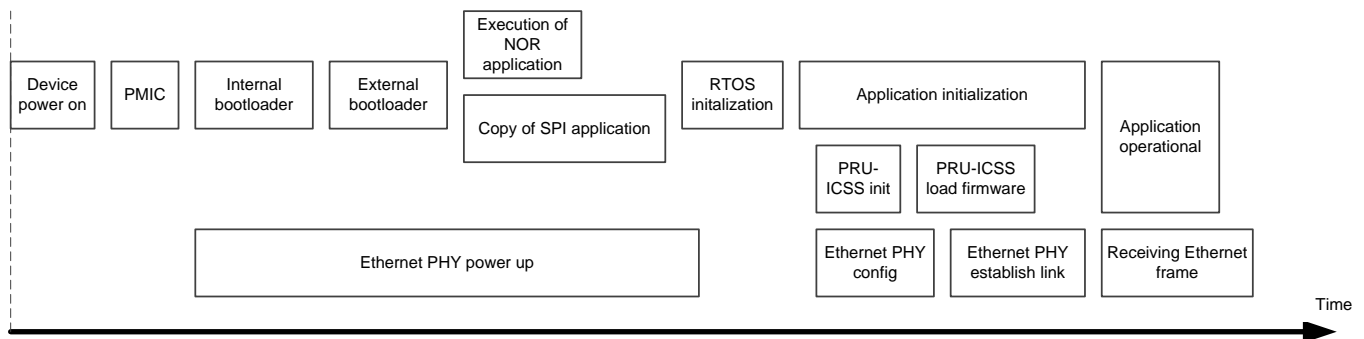 Execution of
NOR
application
Device
power on
PMIC
Internal
bootloader
External
bootloader
Copy of SPI application
RTOS
initalization
Application initialization
Application
operational
PRU-
ICSS init
PRU-ICSS
load firmware
Ethernet PHY power up
Ethernet PHY
config
Ethernet PHY
establish link
Receiving Ethernet
frame
Time